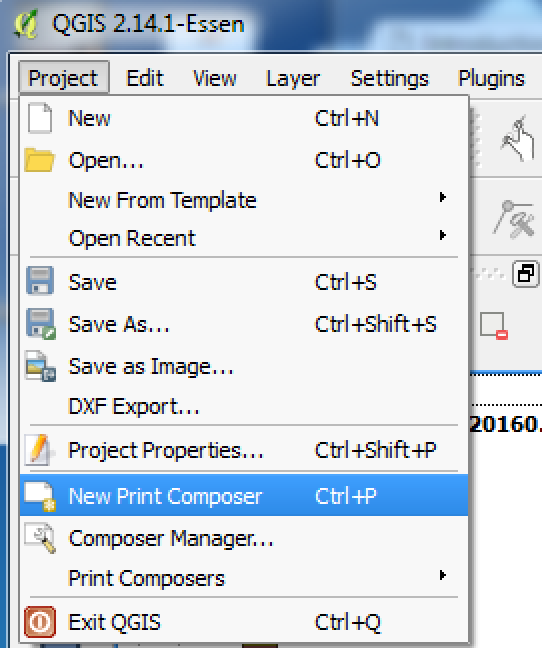 QGIS 2.14.1-Essen
Project Edit View Layer Settings Plugins
New Ctrl+N
Open... Ctrl+O
New From Template
Open Recent
Save Ctrl+S
Save As... Ctrl+Shift+S
Save as Image...
DXF Export...
20160.
Project Properties... Ctrl+Shift+P
New Print Composer Ctrl+P
Composer Manager...
Print Composers
Exit QGIS Ctrl+Q